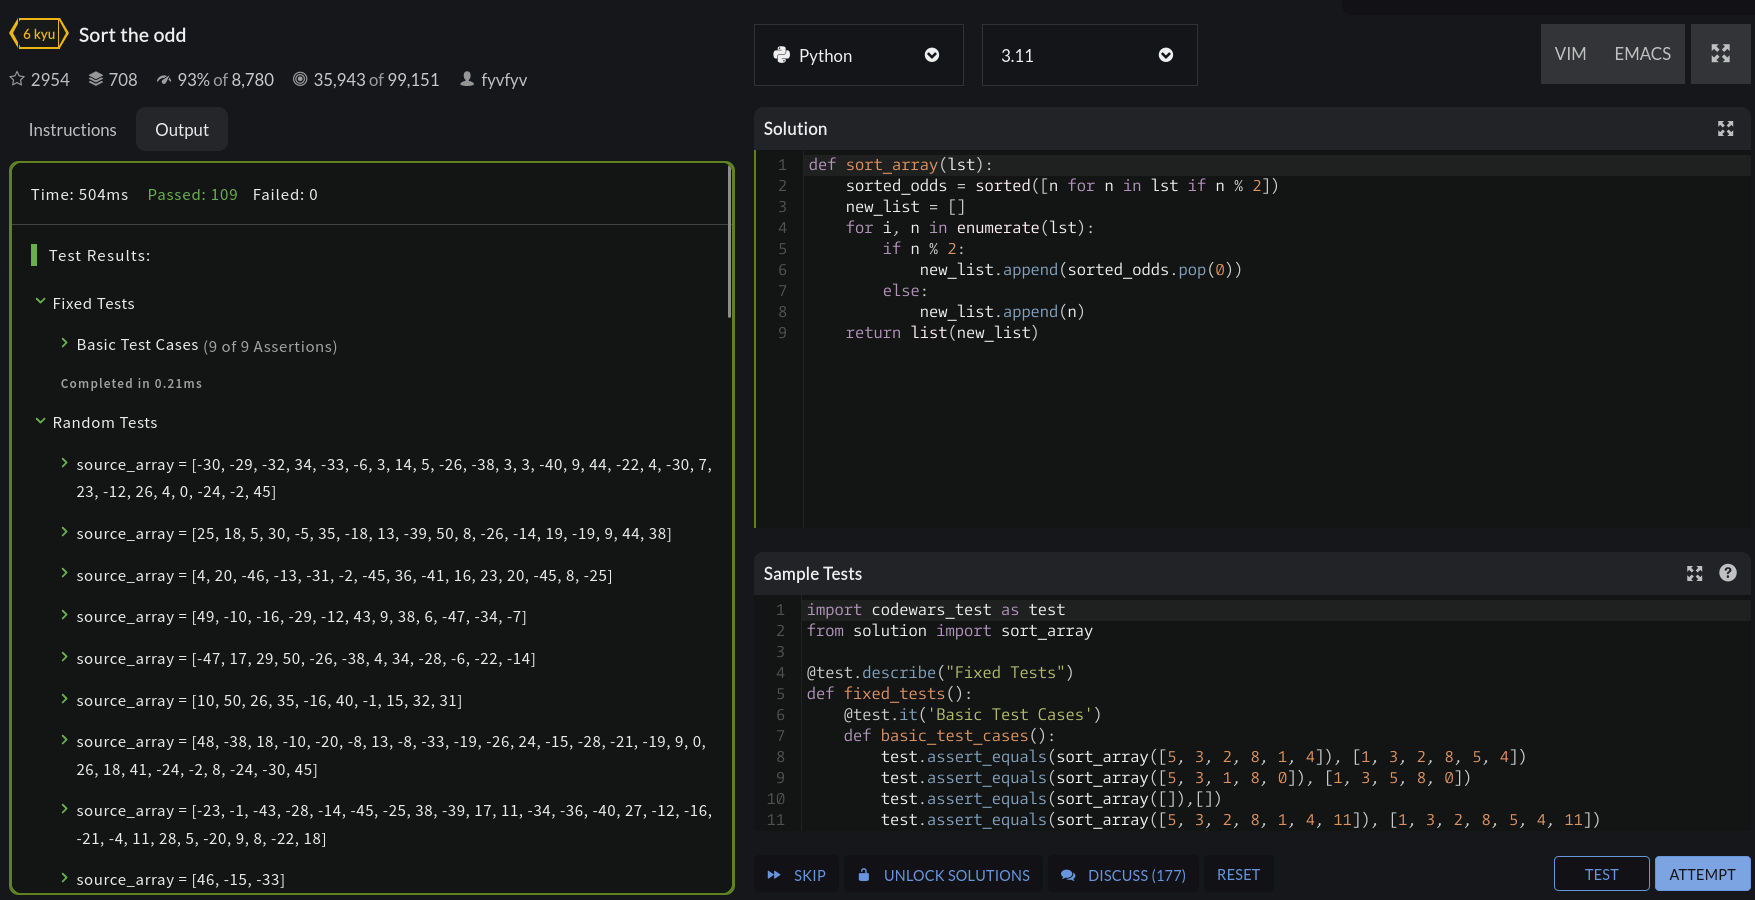 6 kyu Sort the odd
2954 708 93% of 8,780 35,943 of 99,151 fyvfyv
Instructions Output
Time: 504ms Passed: 109 Failed: 0
Test Results:
Fixed Tests
Basic Test Cases (9 of 9 Assertions)
Completed in 0.21ms
Random Tests
source_array = [-30, -29, -32, 34, -33, -6, 3, 14, 5, -26, -38, 3, 3, -40, 9, 44, -22, 4, -30, 7,
23, -12, 26, 4, 0, -24, -2, 45]
source_array = [25, 18, 5, 30, -5, 35, -18, 13, -39, 50, 8, -26, -14, 19, -19, 9, 44, 38]
source_array = [4, 20, -46, -13, -31, -2, -45, 36, -41, 16, 23, 20, -45, 8, -25]
source_array = [49, -10, -16, -29, -12, 43, 9, 38, 6, -47, -34, -7]
source_array = [-47, 17, 29, 50, -26, -38, 4, 34, -28, -6, -22, -14]
source_array = [10, 50, 26, 35, -16, 40, -1, 15, 32, 31]
source_array = [48, -38, 18, -10, -20, -8, 13, -8, -33, -19, -26, 24, -15, -28, -21, -19, 9, 0,
26, 18, 41, -24, -2, 8, -24, -30, 45]
source_array = [-23, -1, -43, -28, -14, -45, -25, 38, -39, 17, 11, -34, -36, -40, 27, -12, -16,
-21, -4, 11, 28, 5, -20, 9, 8, -22, 18]
source_array = [46, -15, -33]
Python 3.11 VIM EMACS
Solution
1 def sort_array(lst):
2     sorted_odds = sorted([n for n in lst if n % 2])
3     new_list = []
4     for i, n in enumerate(lst):
5         if n % 2:
6             new_list.append(sorted_odds.pop(0))
7         else:
8             new_list.append(n)
9     return list(new_list)
Sample Tests
1 import codewars_test as test
2 from solution import sort_array
3
4 @test.describe("Fixed Tests")
5 def fixed_tests():
6     @test.it('Basic Test Cases')
7     def basic_test_cases():
8         test.assert_equals(sort_array([5, 3, 2, 8, 1, 4]), [1, 3, 2, 8, 5, 4])
9         test.assert_equals(sort_array([5, 3, 1, 8, 0]), [1, 3, 5, 8, 0])
10         test.assert_equals(sort_array([]),[])
11         test.assert_equals(sort_array([5, 3, 2, 8, 1, 4, 11]), [1, 3, 2, 8, 5, 4, 11])
SKIP UNLOCK SOLUTIONS DISCUSS (177) RESET TEST ATTEMPT